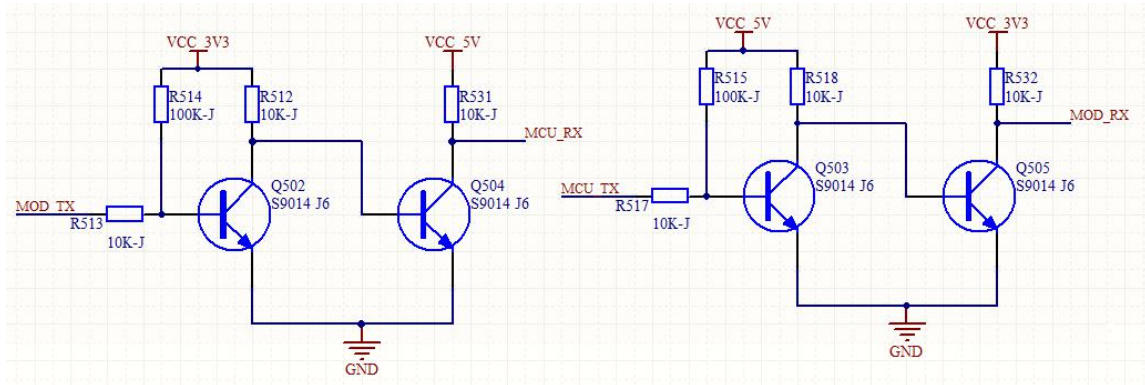 VCC_3V3
R514
100K-J
R512
10K-J
VCC_5V
R531
10K-J
MCU_RX
Q502
S9014 J6
Q504
S9014 J6
MOD_TX
R513
10K-J
GND
VCC_5V
R515
100K-J
R518
10K-J
VCC_3V3
R532
10K-J
MOD_RX
Q503
S9014 J6
Q505
S9014 J6
MCU_TX
R517
10K-J
GND